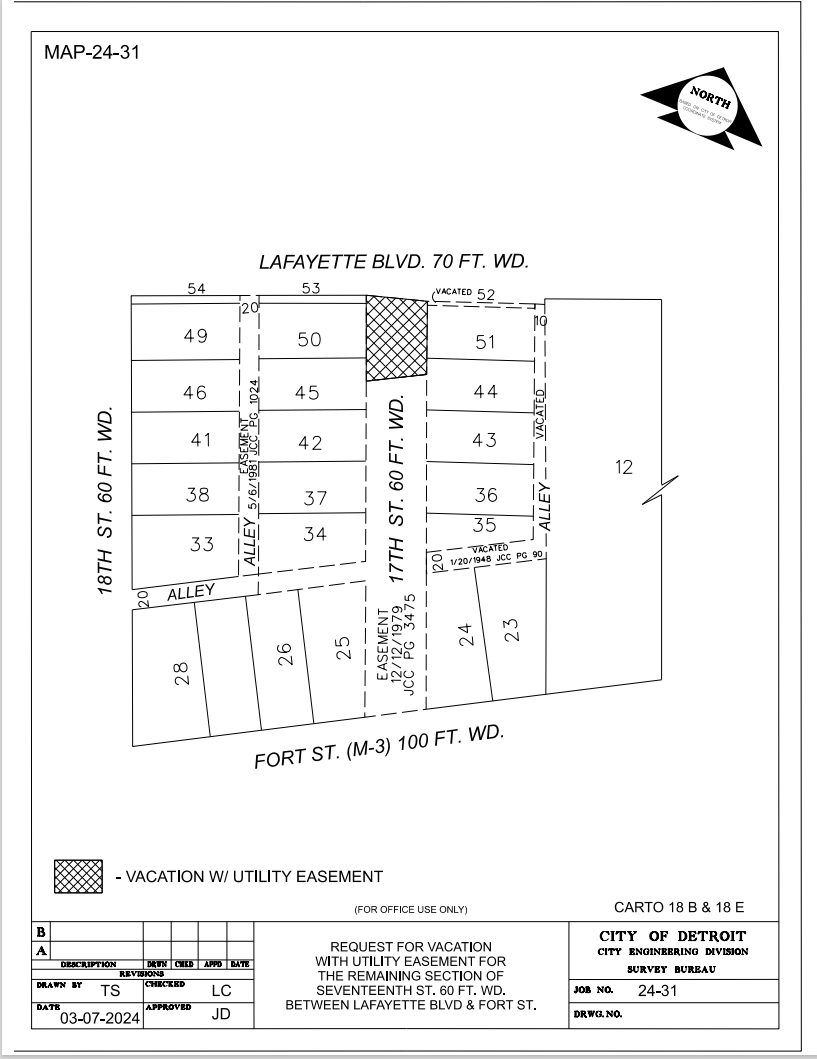 MAP-24-31
NORTH
BASED ON CITY OF DETROIT
COORDINATE SYSTEM
LAFAYETTE BLVD. 70 FT. WD.
54
53
(VACATED 52
20
10
49
50
51
46
45
44
41
42
43
38
37
36
33
34
35
12
18TH ST. 60 FT. WD.
EASEMENT
5/6/1981 JCC PG 1024
ALLEY
17TH ST. 60 FT. WD.
VACATED
ALLEY
20
VACATED
1/20/1948 JCC PG 90
20
ALLEY
EASEMENT
12/12/1979
JCC PG 3475
28
26
25
24
23
FORT ST. (M-3) 100 FT. WD.
- VACATION W/ UTILITY EASEMENT
(FOR OFFICE USE ONLY)
CARTO 18 B & 18 E
B
A
DESCRIPTION DRWN CHKD APPD DATE
REVISIONS
DRAWN BY TS
CHECKED LC
DATE 03-07-2024
APPROVED JD
REQUEST FOR VACATION
WITH UTILITY EASEMENT FOR
THE REMAINING SECTION OF
SEVENTEENTH ST. 60 FT. WD.
BETWEEN LAFAYETTE BLVD & FORT ST.
CITY OF DETROIT
CITY ENGINEERING DIVISION
SURVEY BUREAU
JOB NO. 24-31
DRWG. NO.